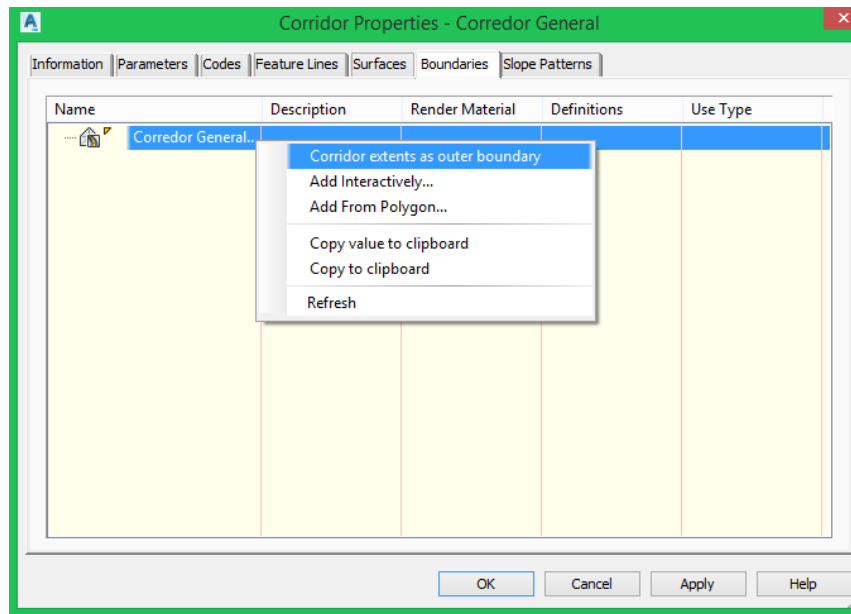 Corridor Properties - Corredor General
Information Parameters Codes Feature Lines Surfaces Boundaries Slope Patterns
Name Description Render Material Definitions Use Type
Corredor General..
Corridor extents as outer boundary
Add Interactively...
Add From Polygon...
Copy value to clipboard
Copy to clipboard
Refresh
OK Cancel Apply Help